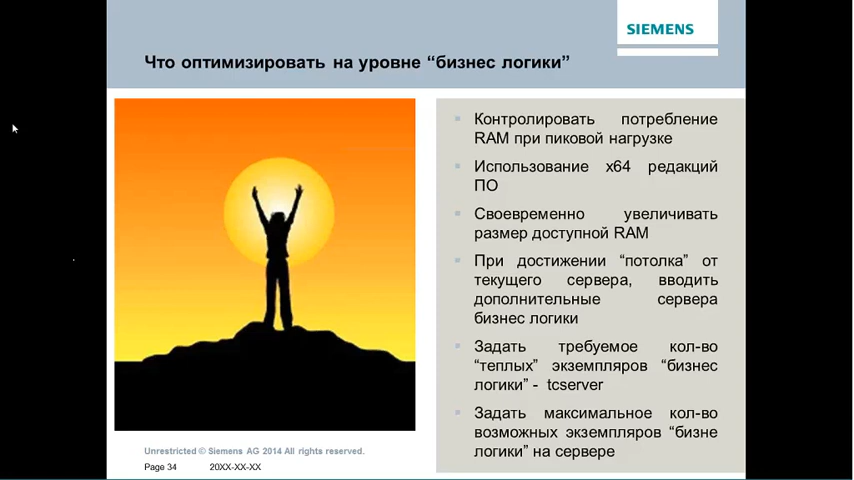 SIEMENS
Что оптимизировать на уровне “бизнес логики”
Контролировать потребление
RAM при пиковой нагрузке
Использование x64 редакций
ПО
Своевременно увеличивать
размер доступной RAM
При достижении “потолка” от
текущего сервера, вводить
дополнительные сервера
бизнес логики
Задать требуемое кол-во
“теплых” экземпляров “бизнес
логики” - tcserver
Задать максимальное кол-во
возможных экземпляров “бизне
логики” на сервере
Unrestricted © Siemens AG 2014 All rights reserved.
Page 34 20XX-XX-XX